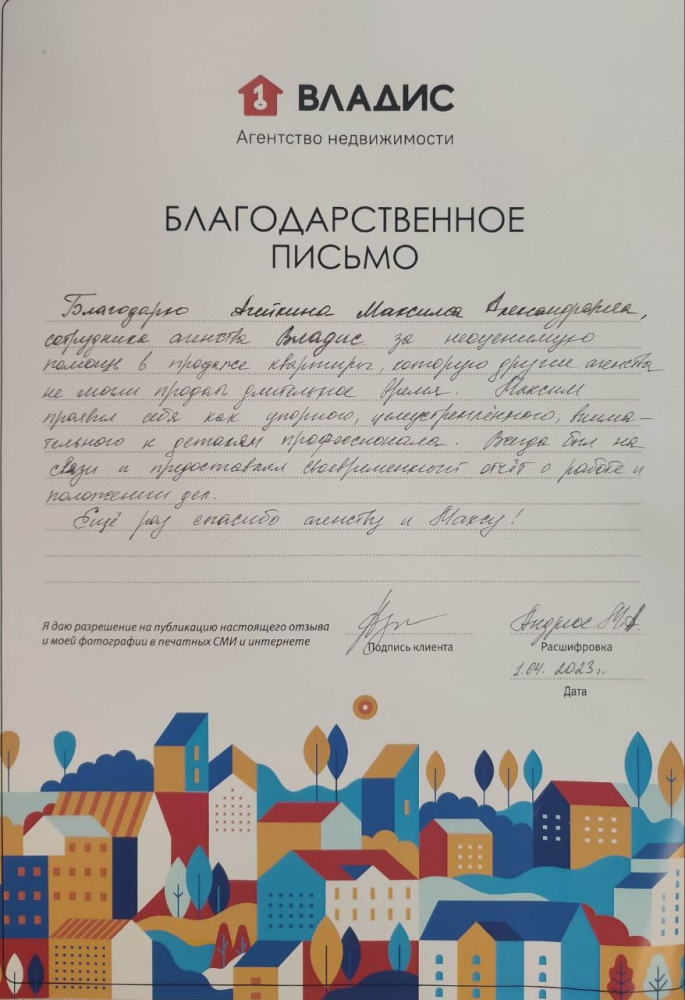 ВЛАДИС
Агентство недвижимости
БЛАГОДАРСТВЕННОЕ
ПИСЬМО
Благодарю Агейкина Максима Александровича,
сотрудника агенства Владис за неоценимую
помощь в продаже квартиры, которую другие агенства
не могли продать длительное время. Максим
проявил себя как упорного, целеустремлённого, внима-
тельного к деталям профессионала. Всегда был на
связи и предоставлял своевременный отчёт о работе и
положении дел.
Ещё раз спасибо агенству и Максу!
Я даю разрешение на публикацию настоящего отзыва
и моей фотографии в печатных СМИ и интернете
Подпись клиента
Расшифровка
1.04. 2023г.
Дата